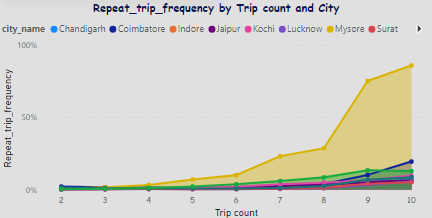 Repeat_trip_frequency by Trip count and City
city_name Chandigarh Coimbatore Indore Jaipur Kochi Lucknow Mysore Surat
100%
50%
0%
Repeat_trip_frequency
2 3 4 5 6 7 8 9 10
Trip count